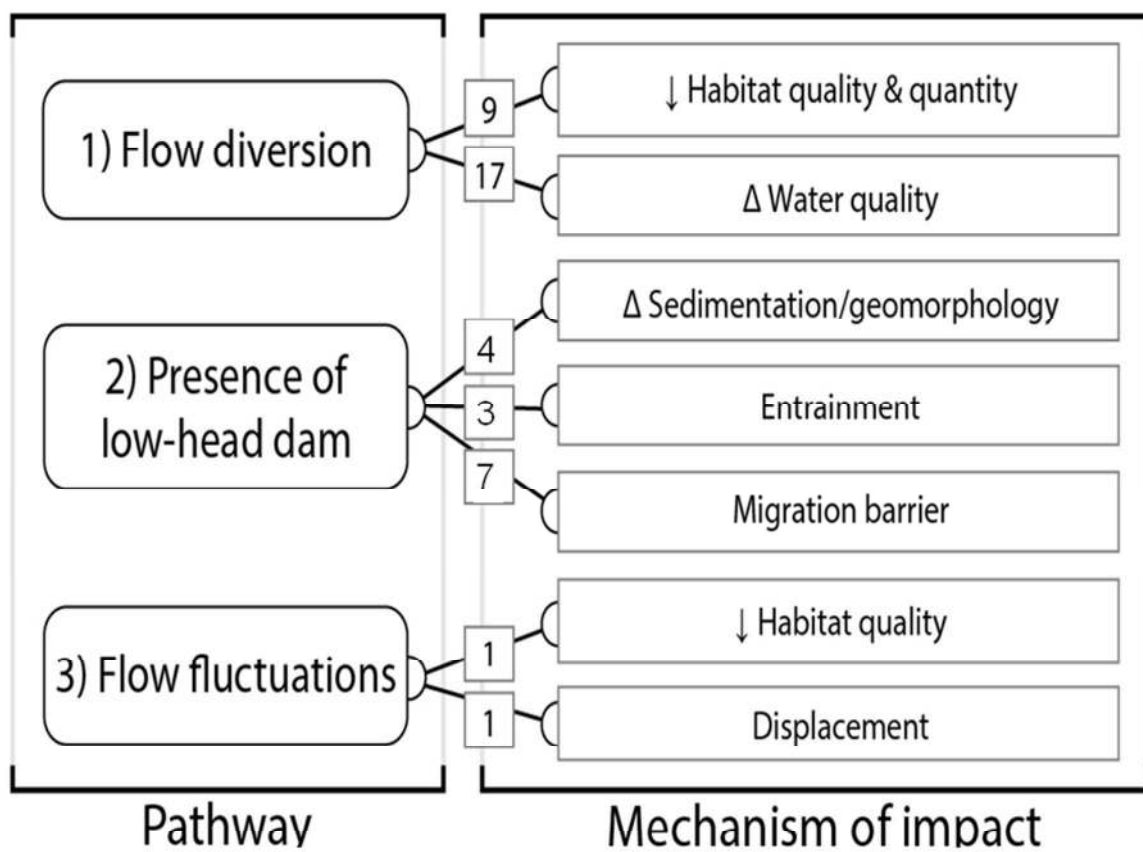 1) Flow diversion
9
↓ Habitat quality & quantity
17
Δ Water quality
2) Presence of
low-head dam
4
Δ Sedimentation/geomorphology
3
Entrainment
7
Migration barrier
3) Flow fluctuations
1
↓ Habitat quality
1
Displacement
Pathway
Mechanism of impact